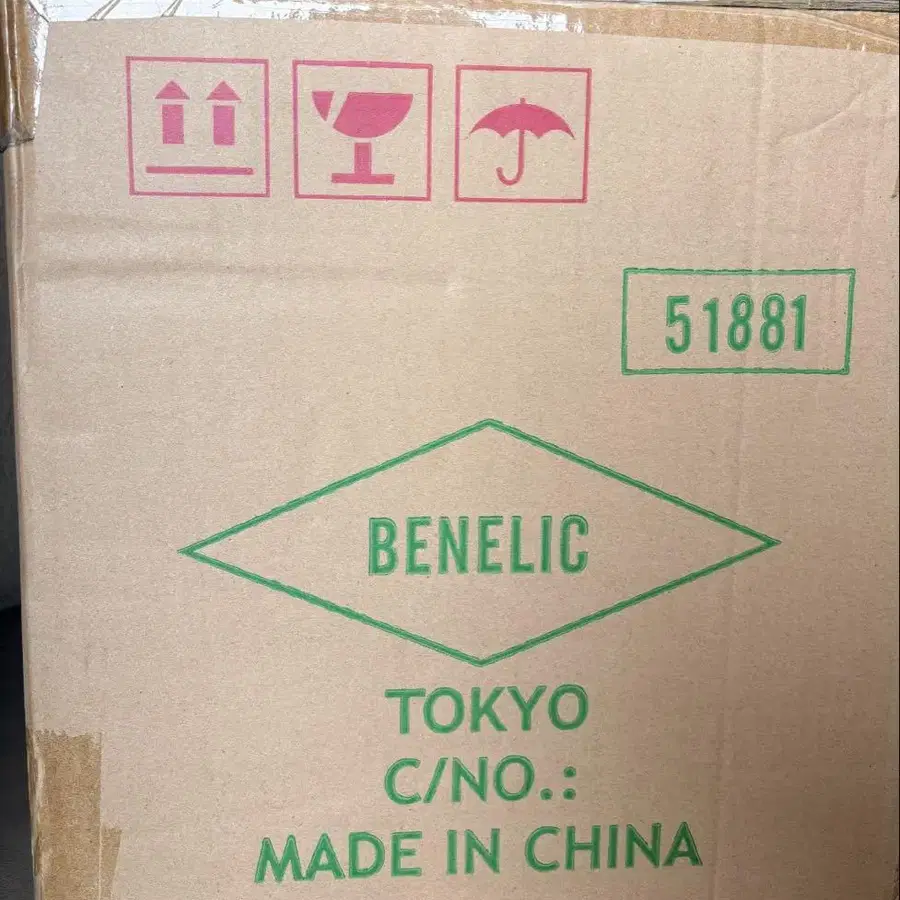 51881
BENELIC
TOKYO
C/NO.:
MADE IN CHINA